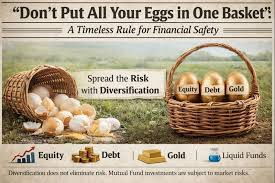 “Don't Put All Your Eggs in One Basket”:
A Timeless Rule for Financial Safety
Spread the Risk
with Diversification
Equity Debt Gold
Equity Debt Gold Liquid Funds
Diversification does not eliminate risk. Mutual Fund investments are subject to market risks.